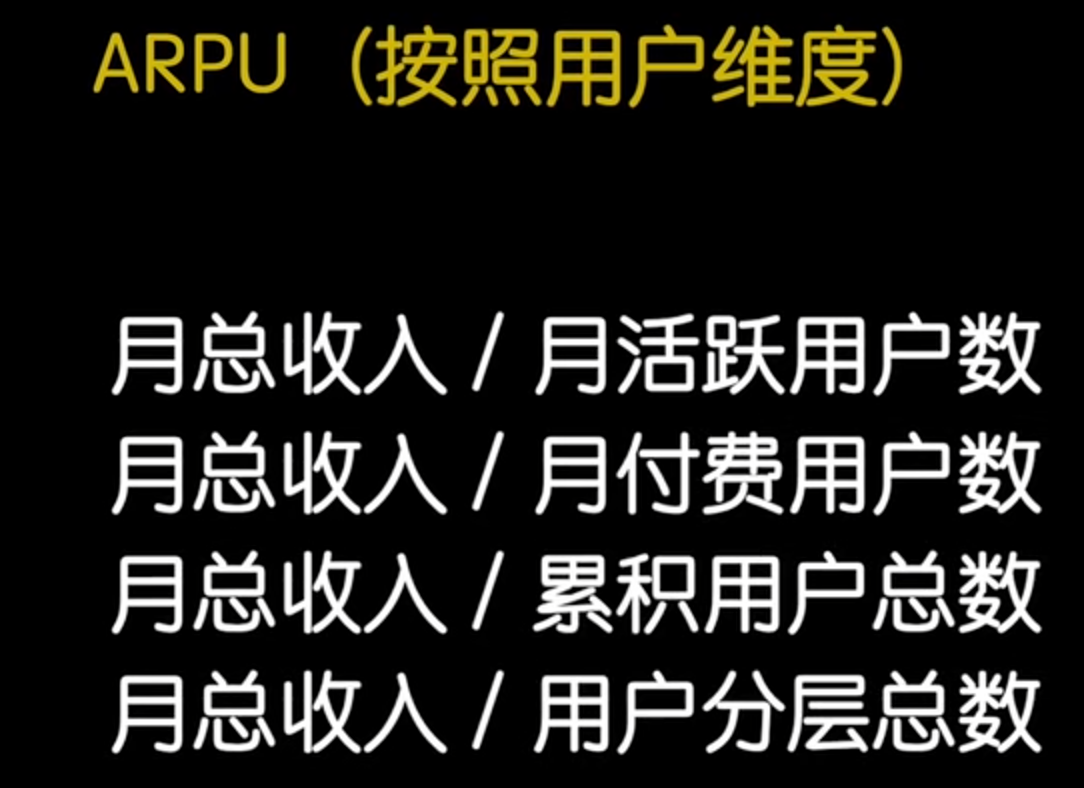 ARPU（按照用户维度）
月总收入 / 月活跃用户数
月总收入 / 月付费用户数
月总收入 / 累积用户总数
月总收入 / 用户分层总数